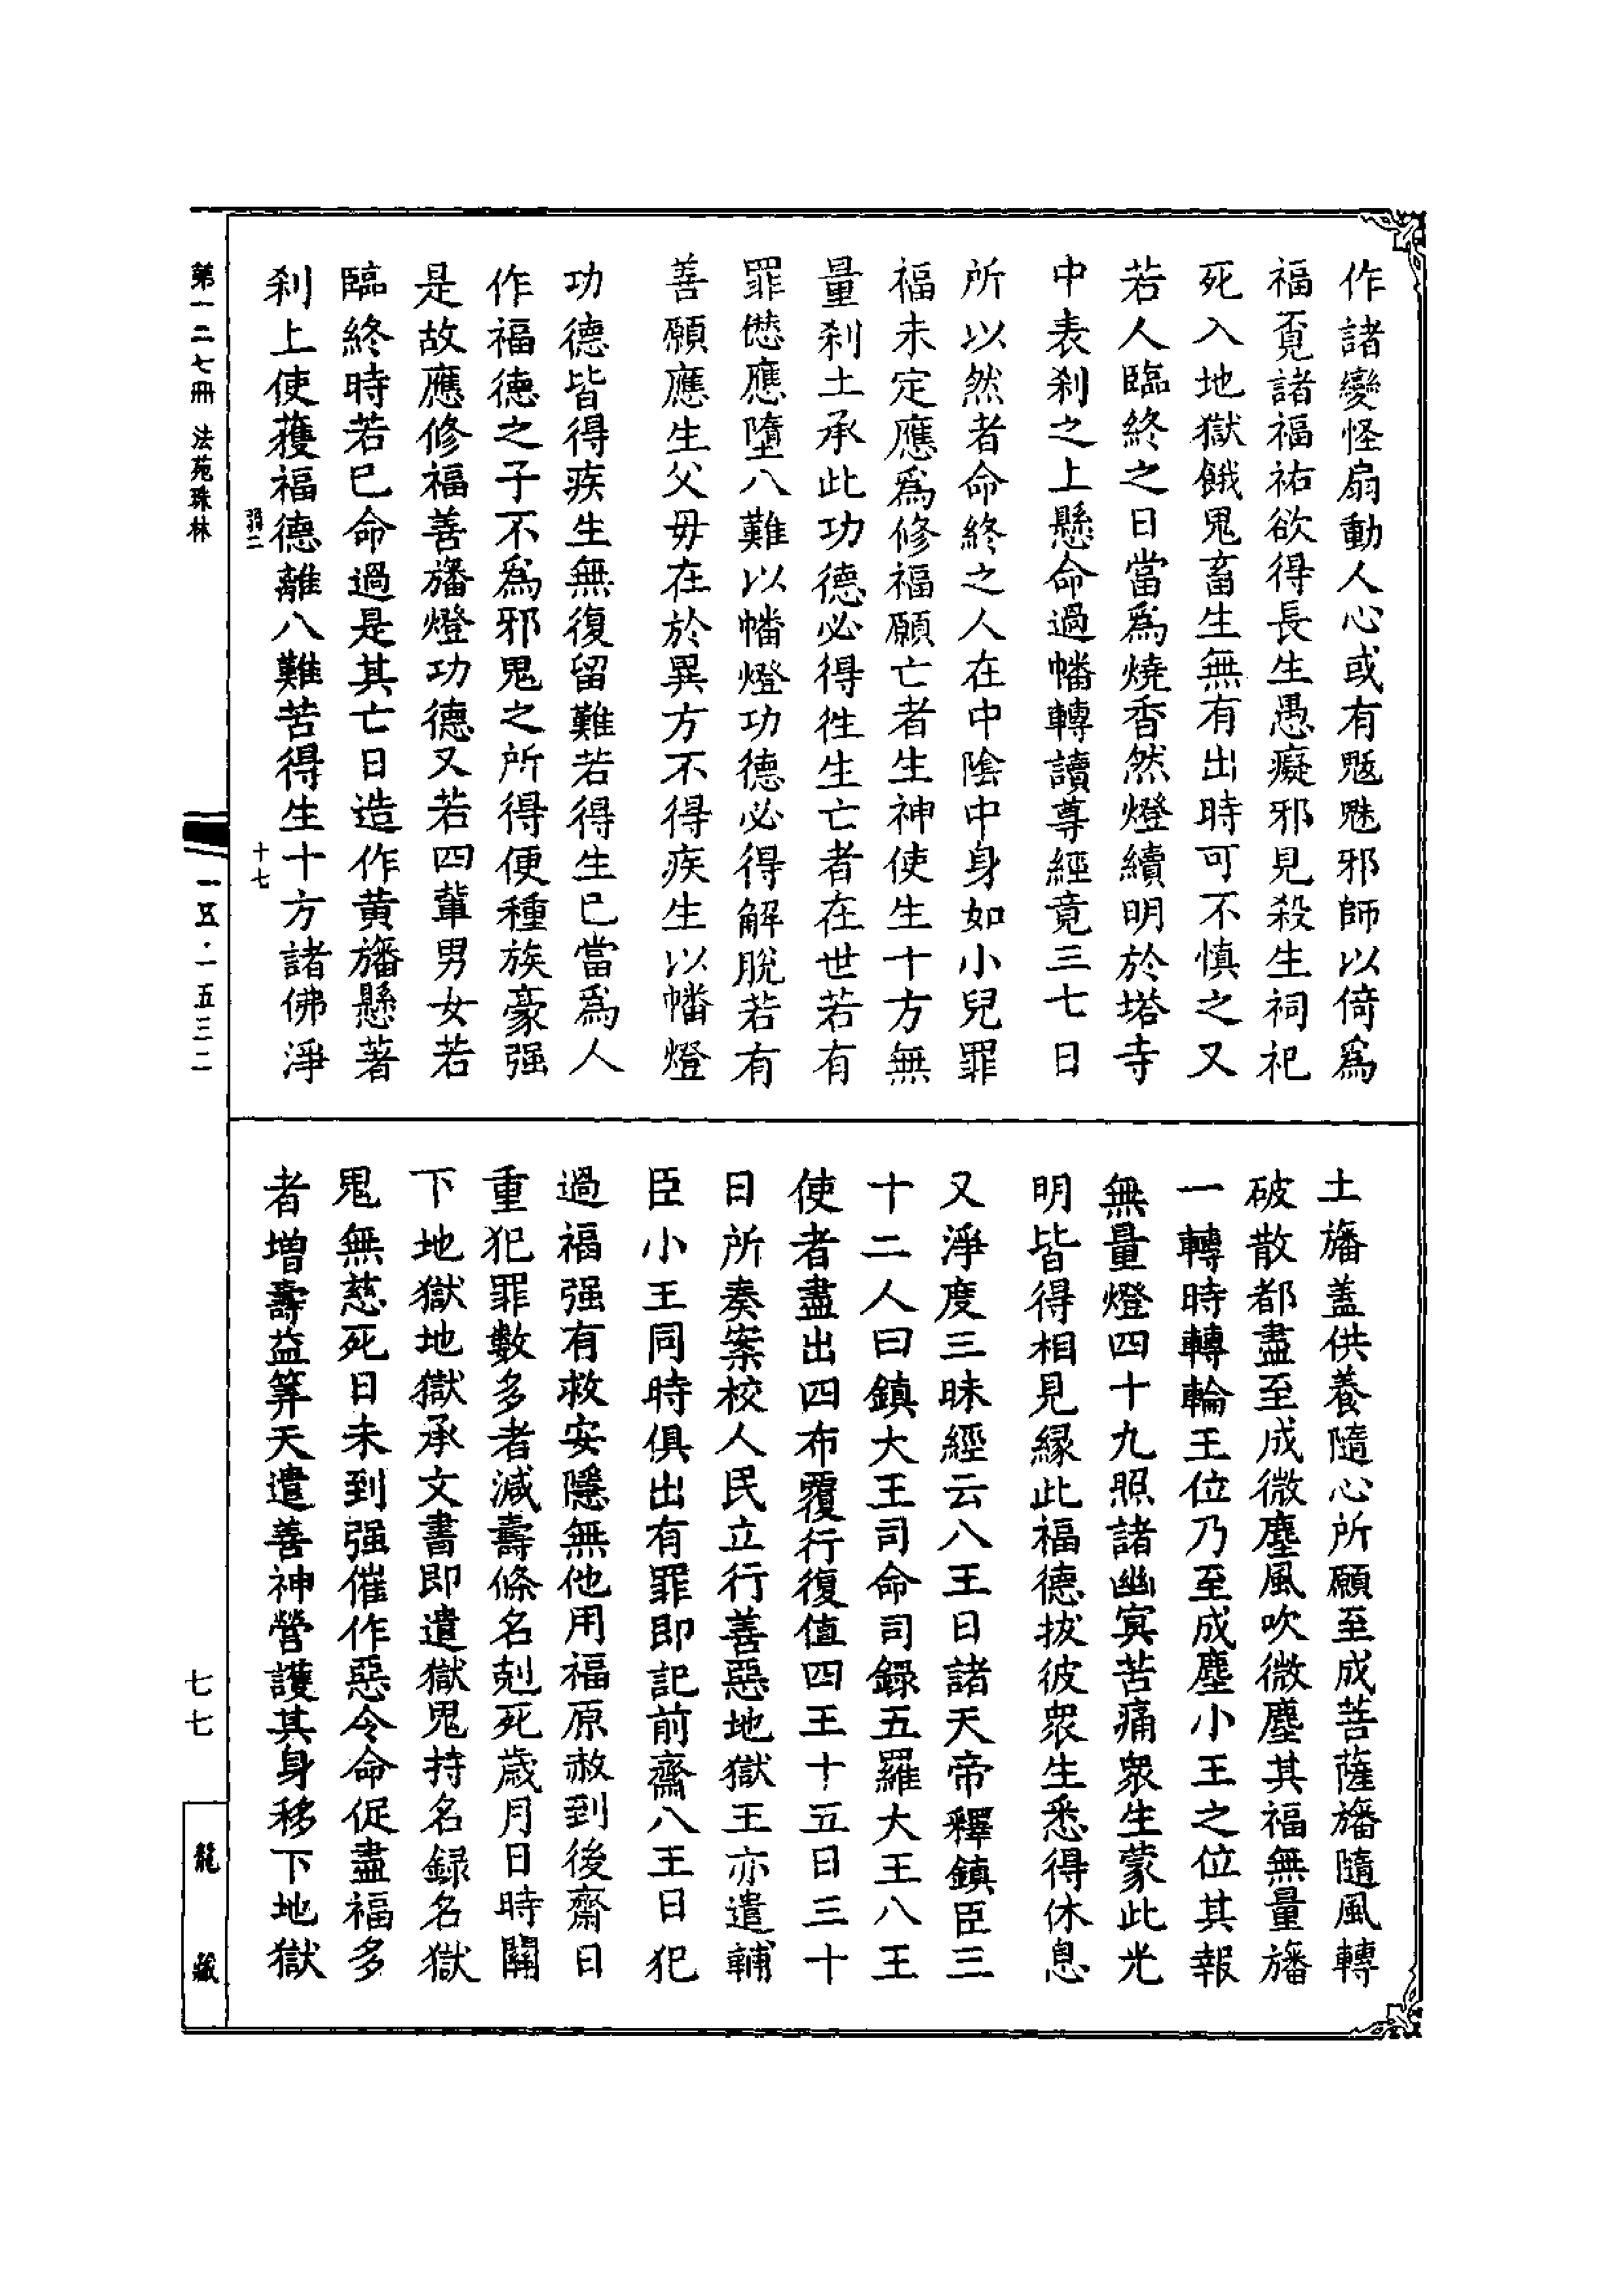 作諸變怪扇動人心或有魍魎邪師以倚爲
福覔諸福祐欲得長生愚癡邪見殺生祠祀
死入地獄餓鬼畜生無有出時可不慎之又
若人臨終之日當爲燒香然燈續明於塔寺
中表刹之上懸命過幡轉讀尊經竟三七日
所以然者命終之人在中陰中身如小兒罪
福未定應爲修福願亡者生神使生十方無
量刹土承此功德必得徃生亡者在世若有
罪愆應墮八難以幡燈功德必得解脫若有
善願應生父毋在於異方不得疾生以幡燈
功德皆得疾生無復留難若得生已當爲人
作福德之子不爲邪鬼之所得便種族豪强
是故應修福善旛燈功德又若四輩男女若
臨終時若已命過是其亡日造作黄旛懸著
刹上使獲福德離八難苦得生十方諸佛淨
土旛蓋供養隨心所願至成菩薩旛隨風轉
破散都盡至成微塵風吹微塵其福無量旛
一轉時轉輪王位乃至成塵小王之位其報
無量燈四十九照諸幽冥苦痛衆生蒙此光
明皆得相見緣此福德拔彼衆生悉得休息
又淨度三昧經云八王日諸天帝釋鎮臣三
十二人曰鎮大王司命司録五羅大王八王
使者盡出四布覆行復值四王十五日三十
日所奏案校人民立行善惡地獄王亦遣輔
臣小王同時俱出有罪即記前齋八王日犯
過福强有救安隱無他用福原赦到後齋日
重犯罪數多者減壽條名剋死歲月日時關
下地獄地獄承文書即遣獄鬼持名録名獄
鬼無慈死日未到强催作惡令命促盡福多
者増壽益筭天遣善神營護其身移下地獄
第一二七冊 法苑珠林
弱二
十七
一五·一五三二
七七
龍藏